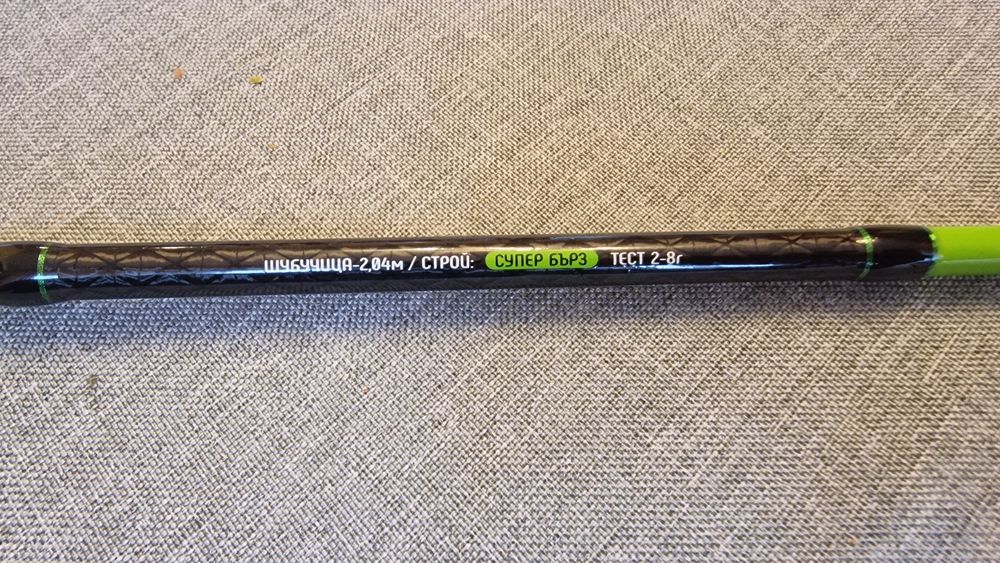 ШУБУЧИЦА-2,04м / СТРОЙ: СУПЕР БЪРЗ ТЕСТ 2-8г